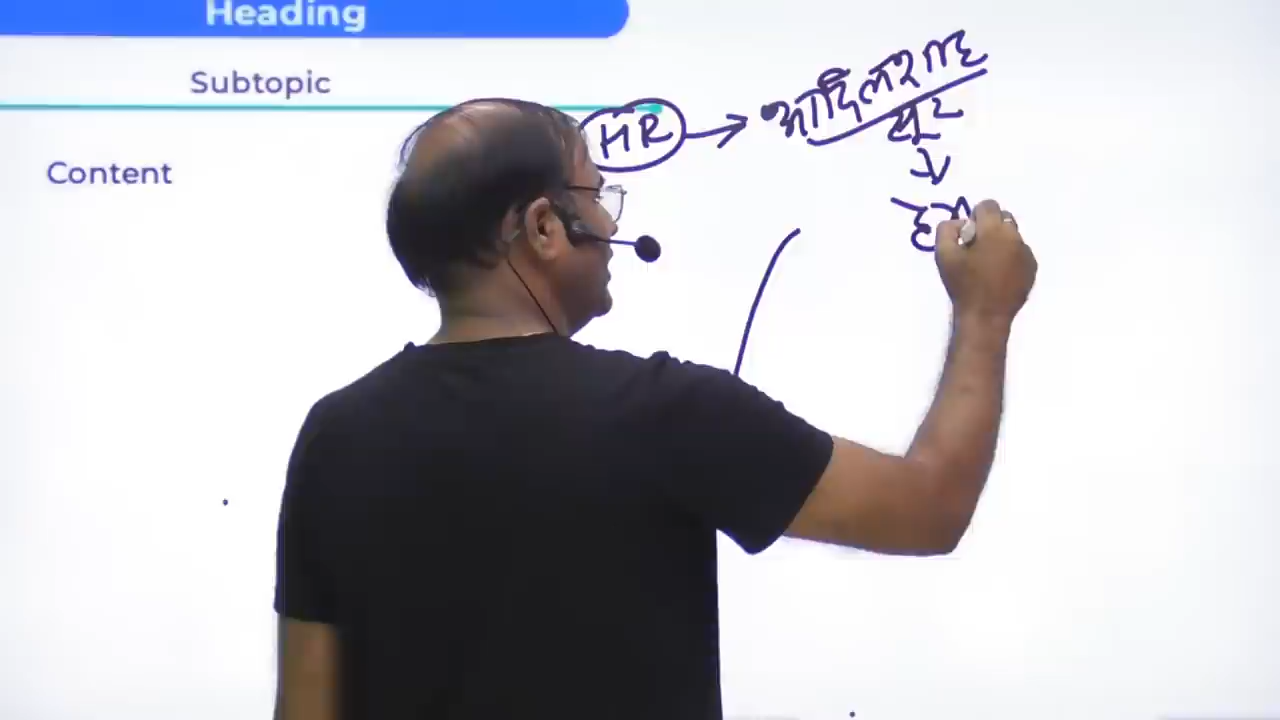 Heading
Subtopic
HR → आदिलशाह
सूर
Content